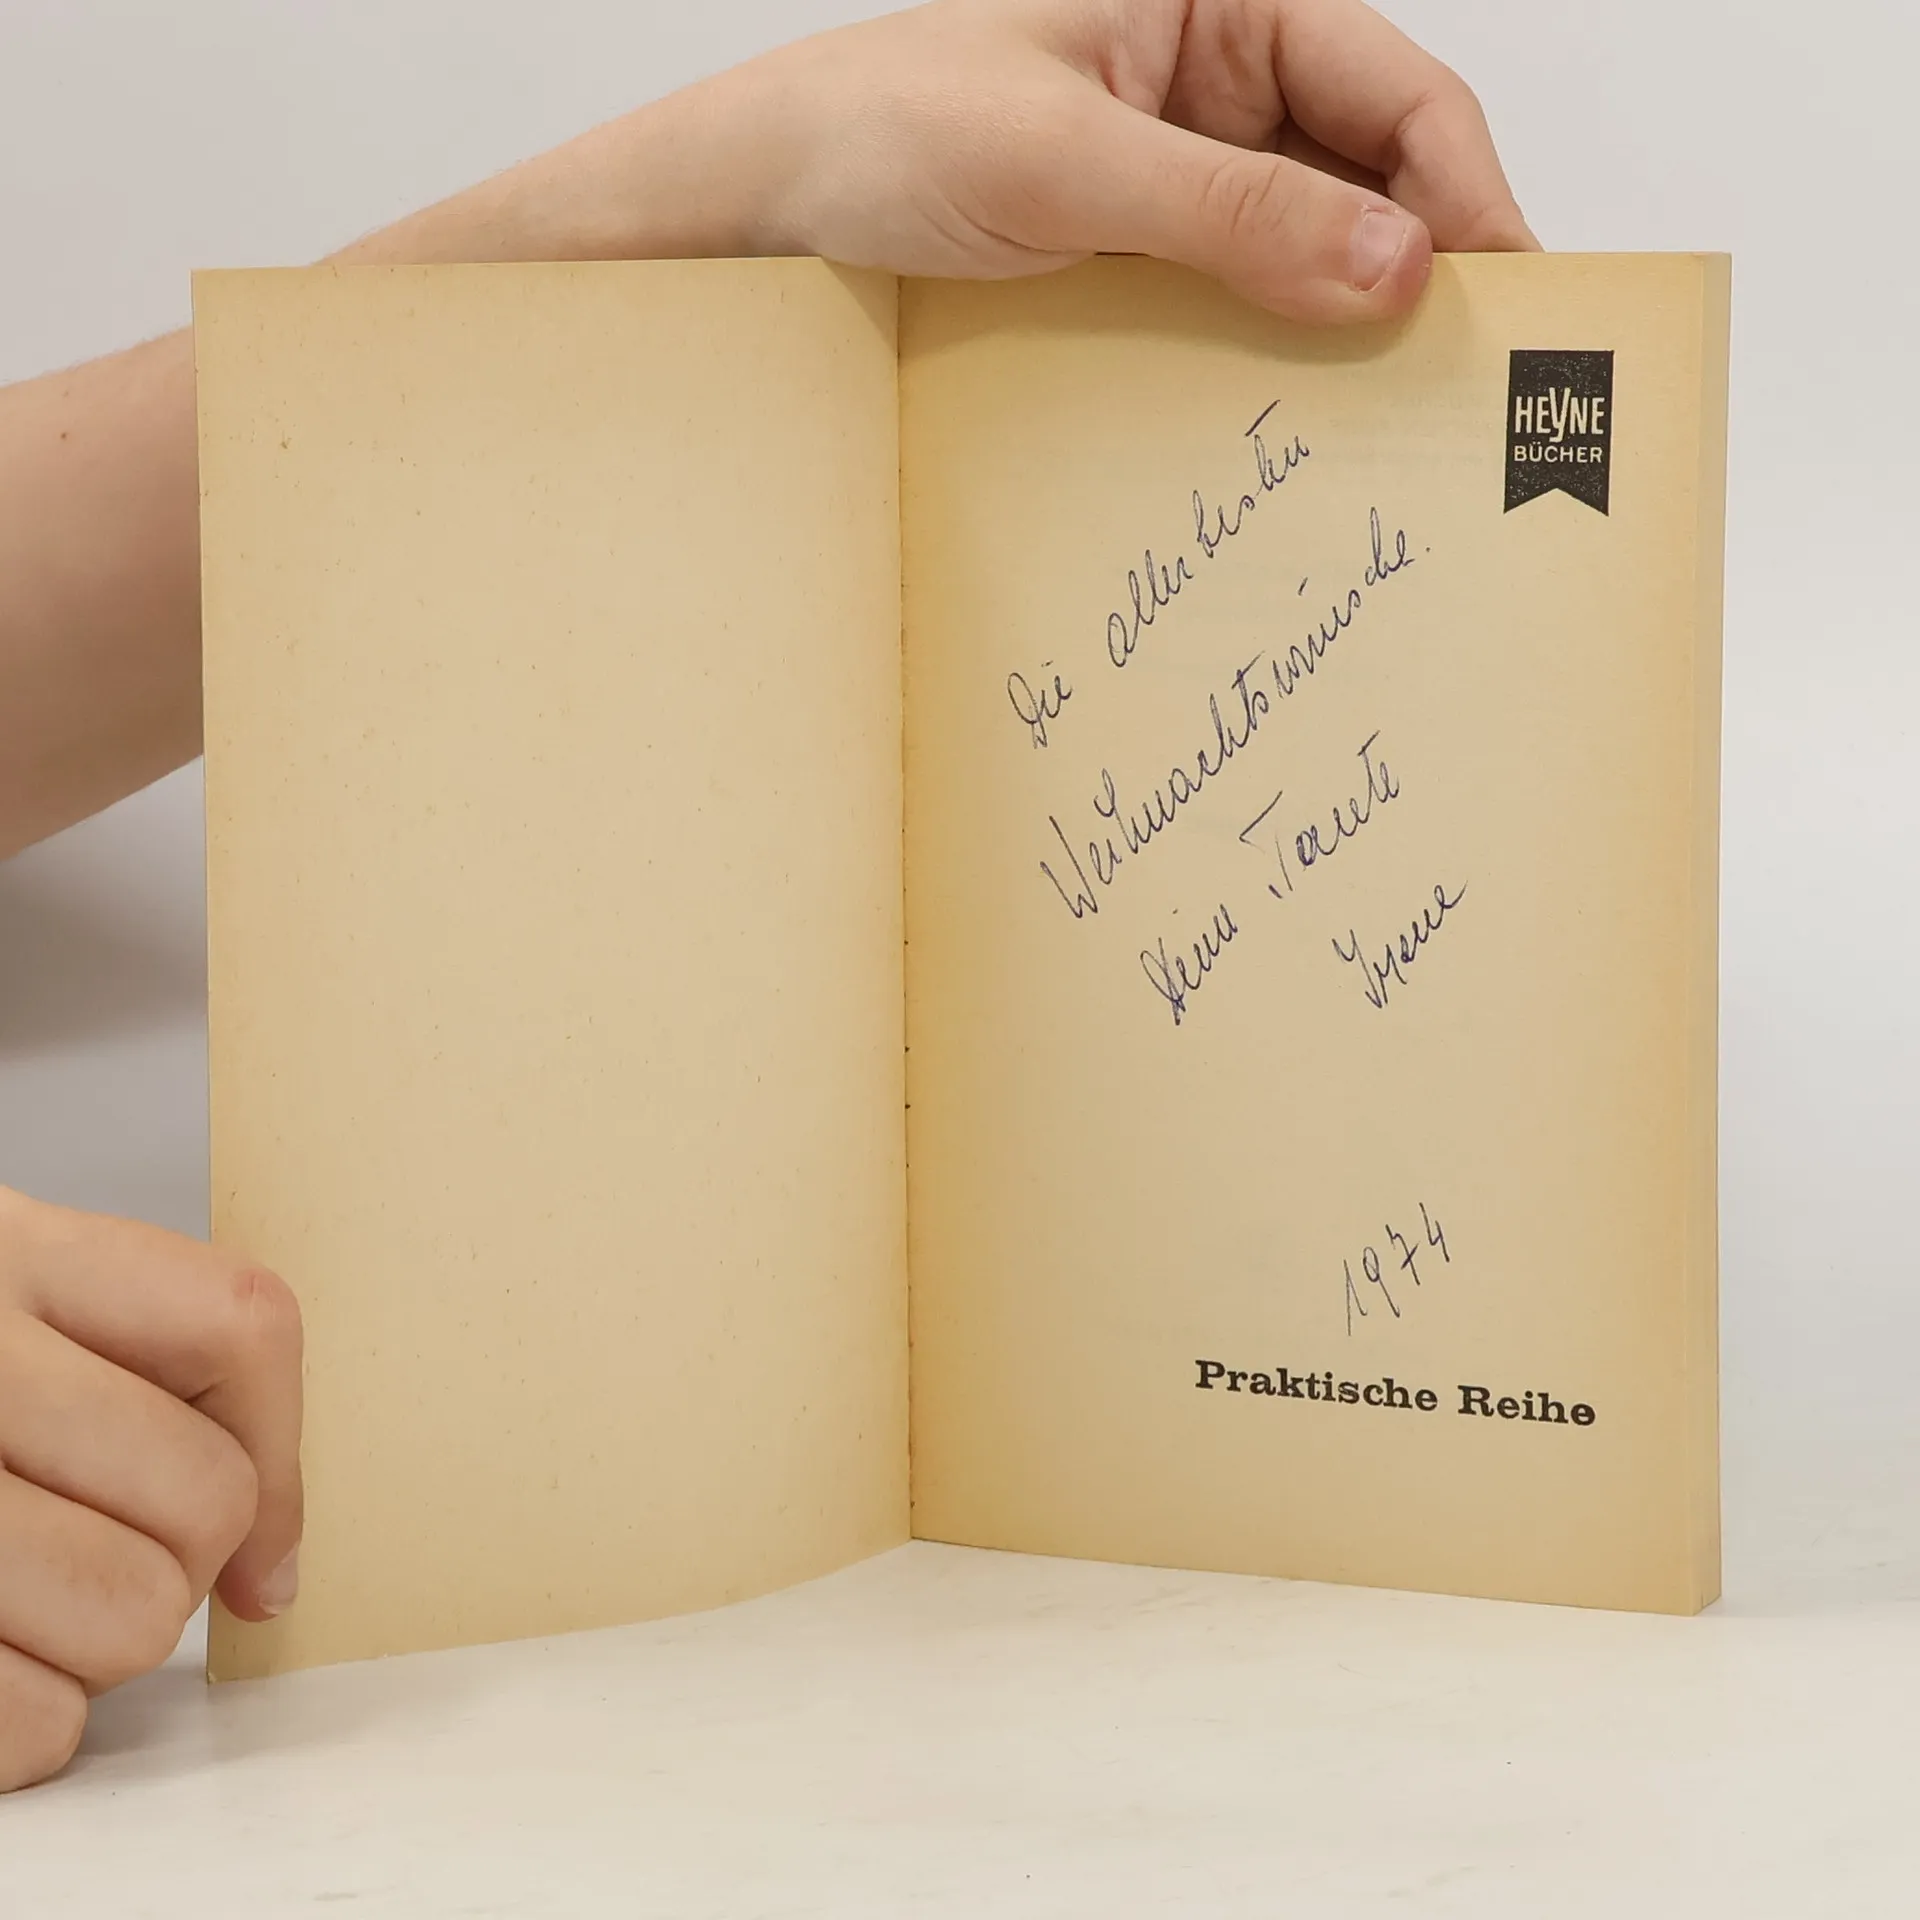 HEYNE
BÜCHER
Die allerbesten
Weihnachtswünsche.
Deine Tante
Irene
1974
Praktische Reihe